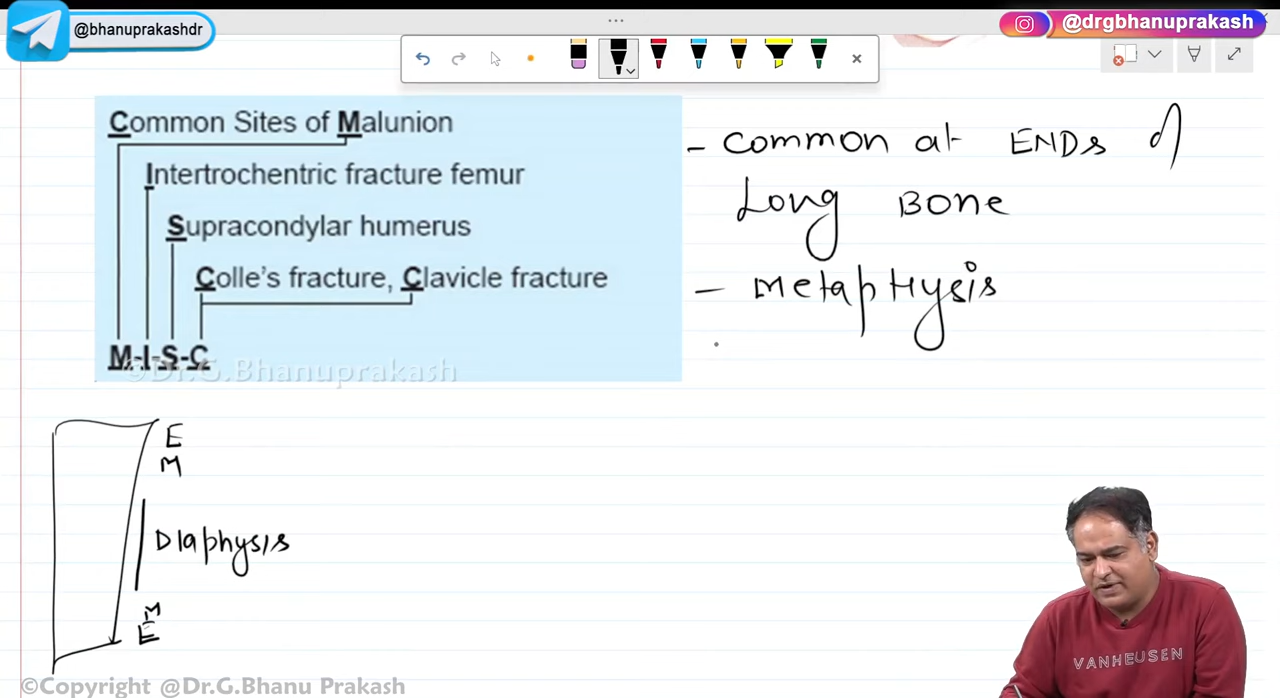 @bhanuprakashdr
@drgbhanuprakash
Common Sites of Malunion
Intertrochentric fracture femur
Supracondylar humerus
Colle's fracture, Clavicle fracture
M-I-S-C
©Dr.G.Bhanuprakash
- Common at ENDs of
Long Bone
- Metaphysis
E
M
Diaphysis
M
E
VANHEUSEN
©Copyright @Dr.G.Bhanu Prakash